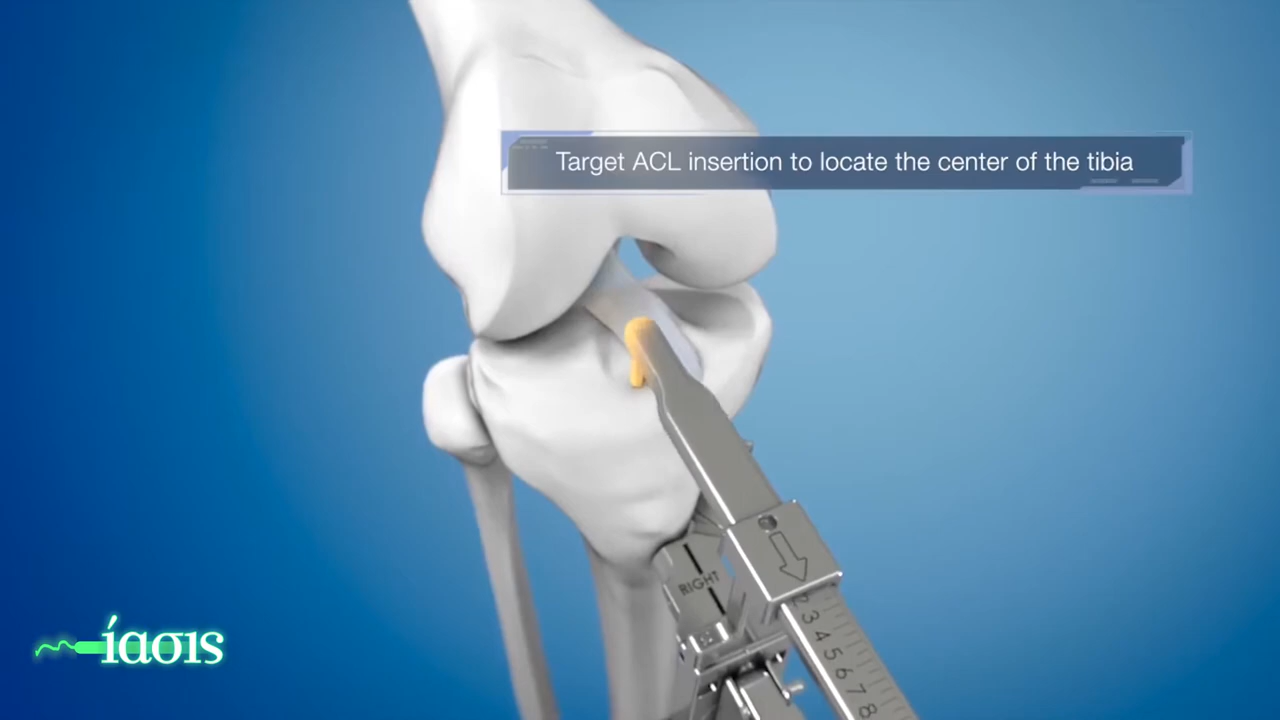 Target ACL insertion to locate the center of the tibia
RIGHT
2
3
4
5
6
7
8
ίασις